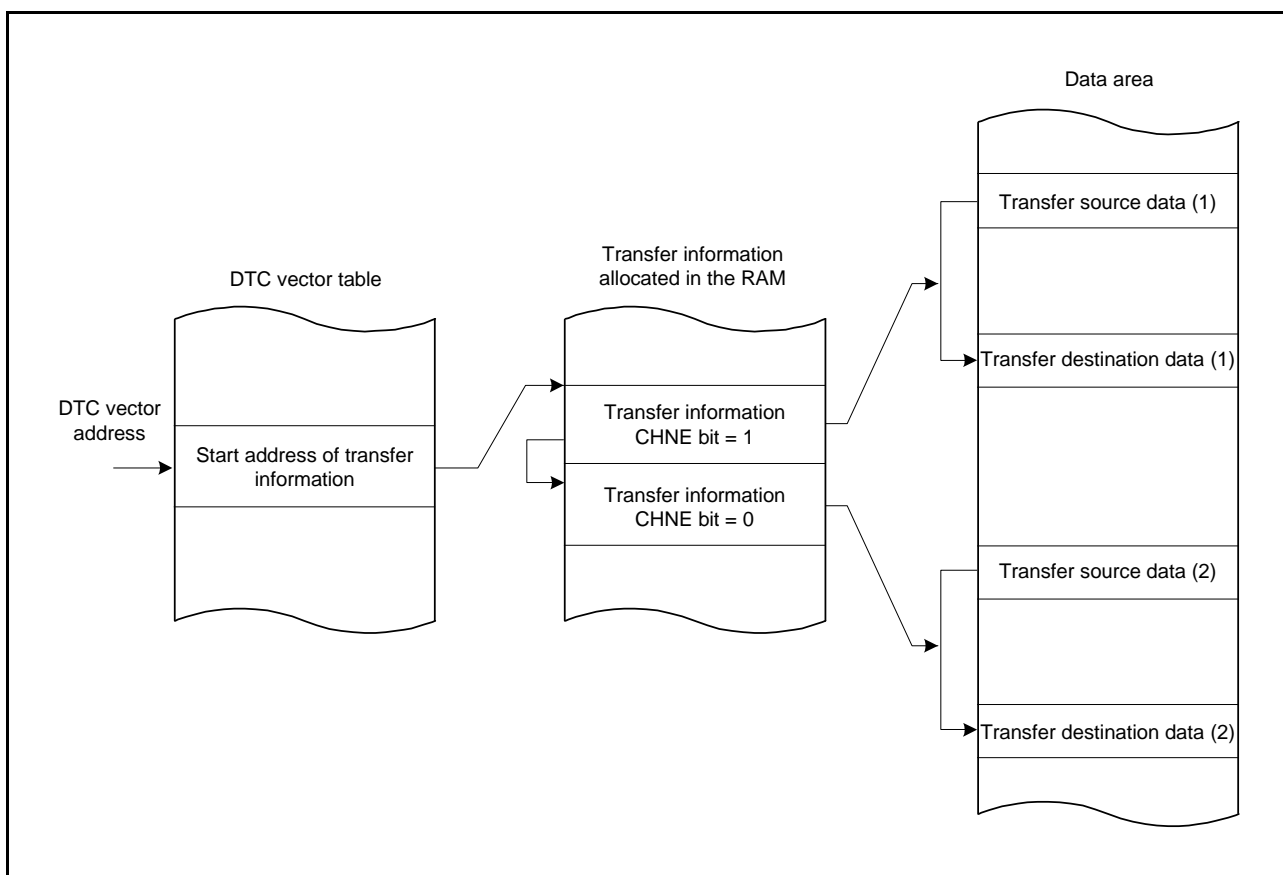 Data area
Transfer source data (1)
Transfer information
allocated in the RAM
DTC vector table
Transfer destination data (1)
DTC vector
address
Transfer information
CHNE bit = 1
Start address of transfer
information
Transfer information
CHNE bit = 0
Transfer source data (2)
Transfer destination data (2)